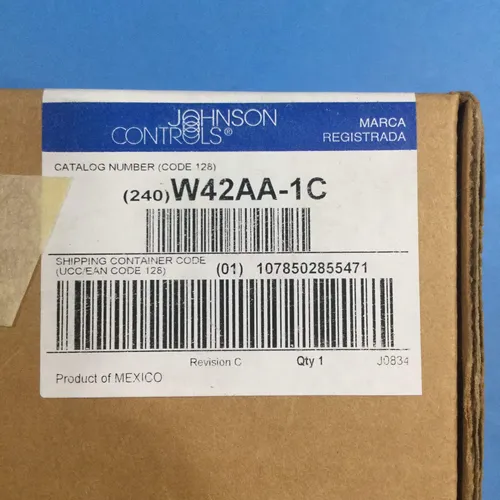 JOHNSON
CONTROLS®
MARCA
REGISTRADA
CATALOG NUMBER (CODE 128)
(240) W42AA-1C
SHIPPING CONTAINER CODE
(UCC/EAN CODE 128)
(01) 1078502855471
Revision C Qty 1 J0834
Product of MEXICO